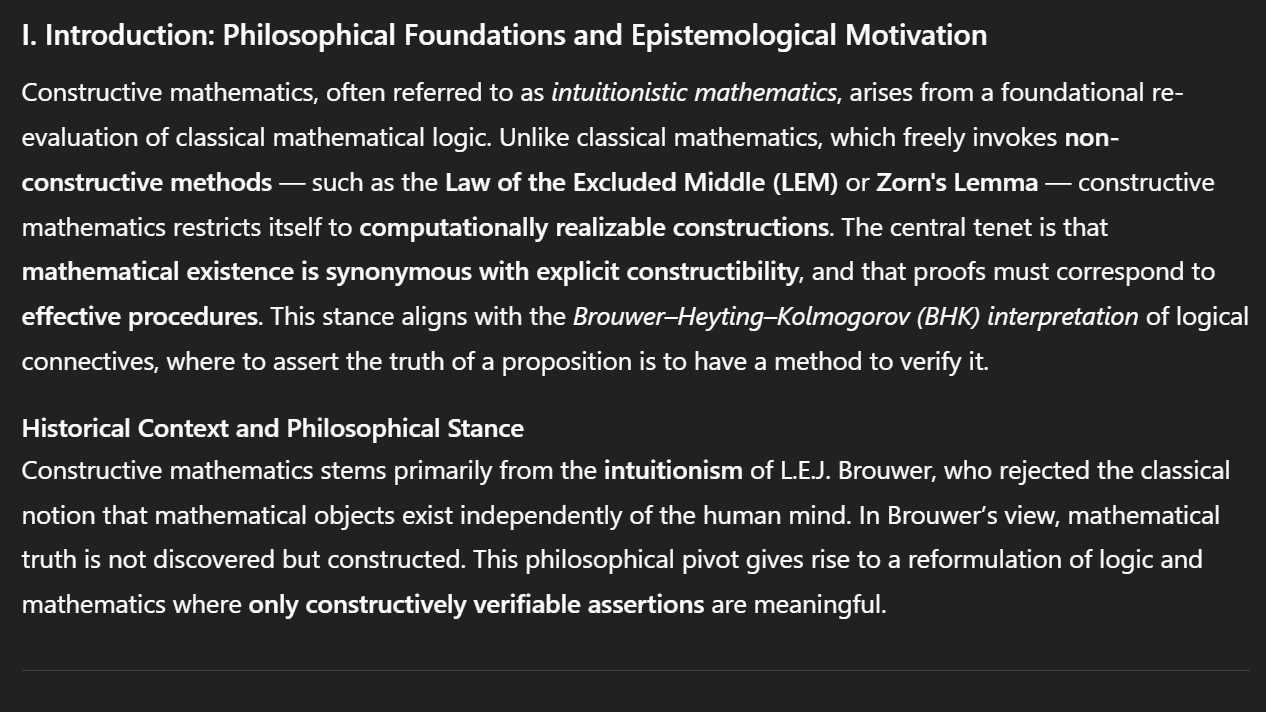 I. Introduction: Philosophical Foundations and Epistemological Motivation
Constructive mathematics, often referred to as intuitionistic mathematics, arises from a foundational re-
evaluation of classical mathematical logic. Unlike classical mathematics, which freely invokes non-
constructive methods — such as the Law of the Excluded Middle (LEM) or Zorn's Lemma — constructive
mathematics restricts itself to computationally realizable constructions. The central tenet is that
mathematical existence is synonymous with explicit constructibility, and that proofs must correspond to
effective procedures. This stance aligns with the Brouwer–Heyting–Kolmogorov (BHK) interpretation of logical
connectives, where to assert the truth of a proposition is to have a method to verify it.
Historical Context and Philosophical Stance
Constructive mathematics stems primarily from the intuitionism of L.E.J. Brouwer, who rejected the classical
notion that mathematical objects exist independently of the human mind. In Brouwer’s view, mathematical
truth is not discovered but constructed. This philosophical pivot gives rise to a reformulation of logic and
mathematics where only constructively verifiable assertions are meaningful.